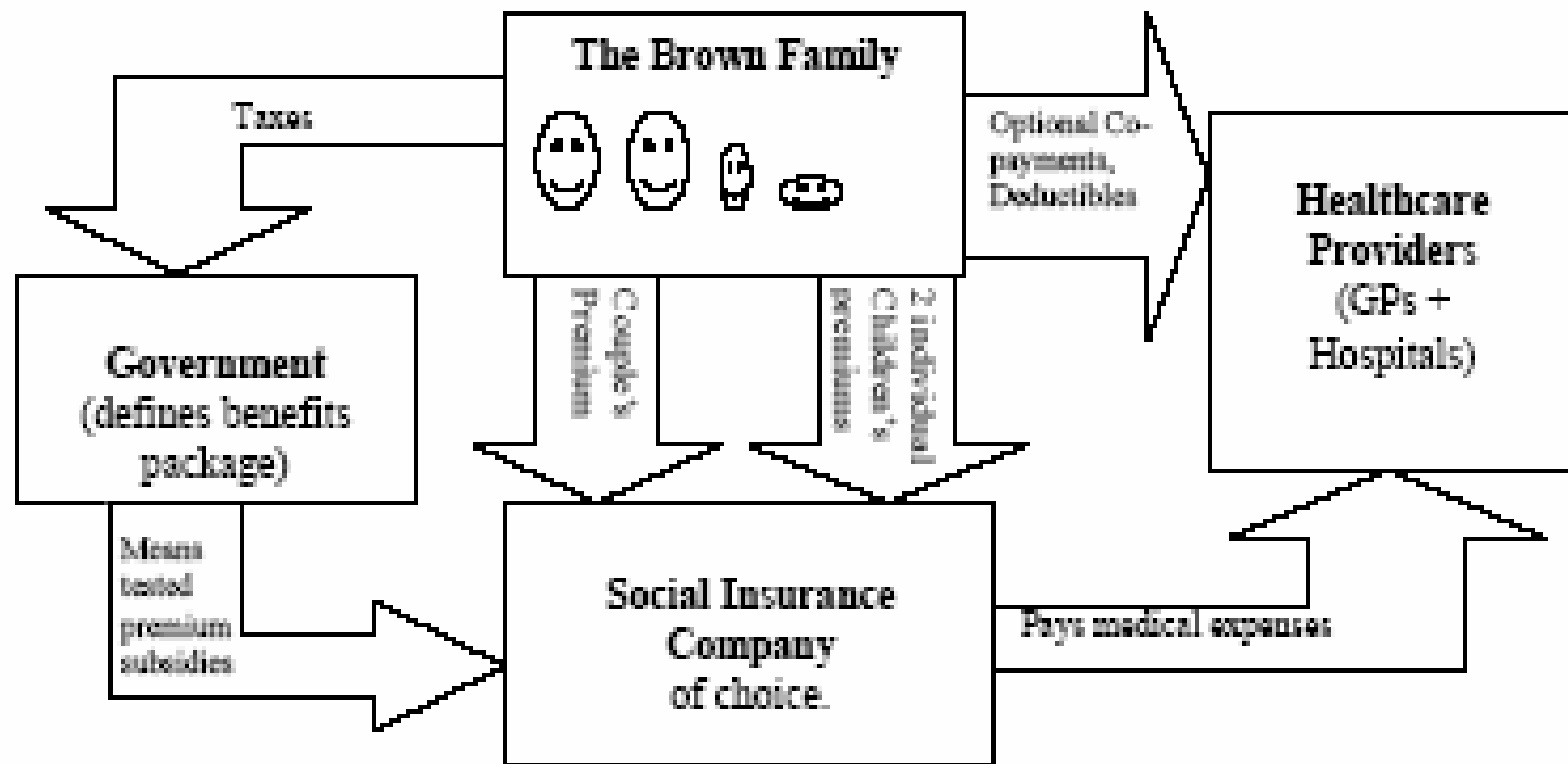 The Brown Family
Taxes
Optional Co-
payments,
Deductibles
Healthcare
Providers
(GPs +
Hospitals)
Government
(defines benefits
package)
Couple's
Premium
2 individual
Children's
premiums
Means
tested
premium
subsidies
Social Insurance
Company
of choice.
Pays medical expenses